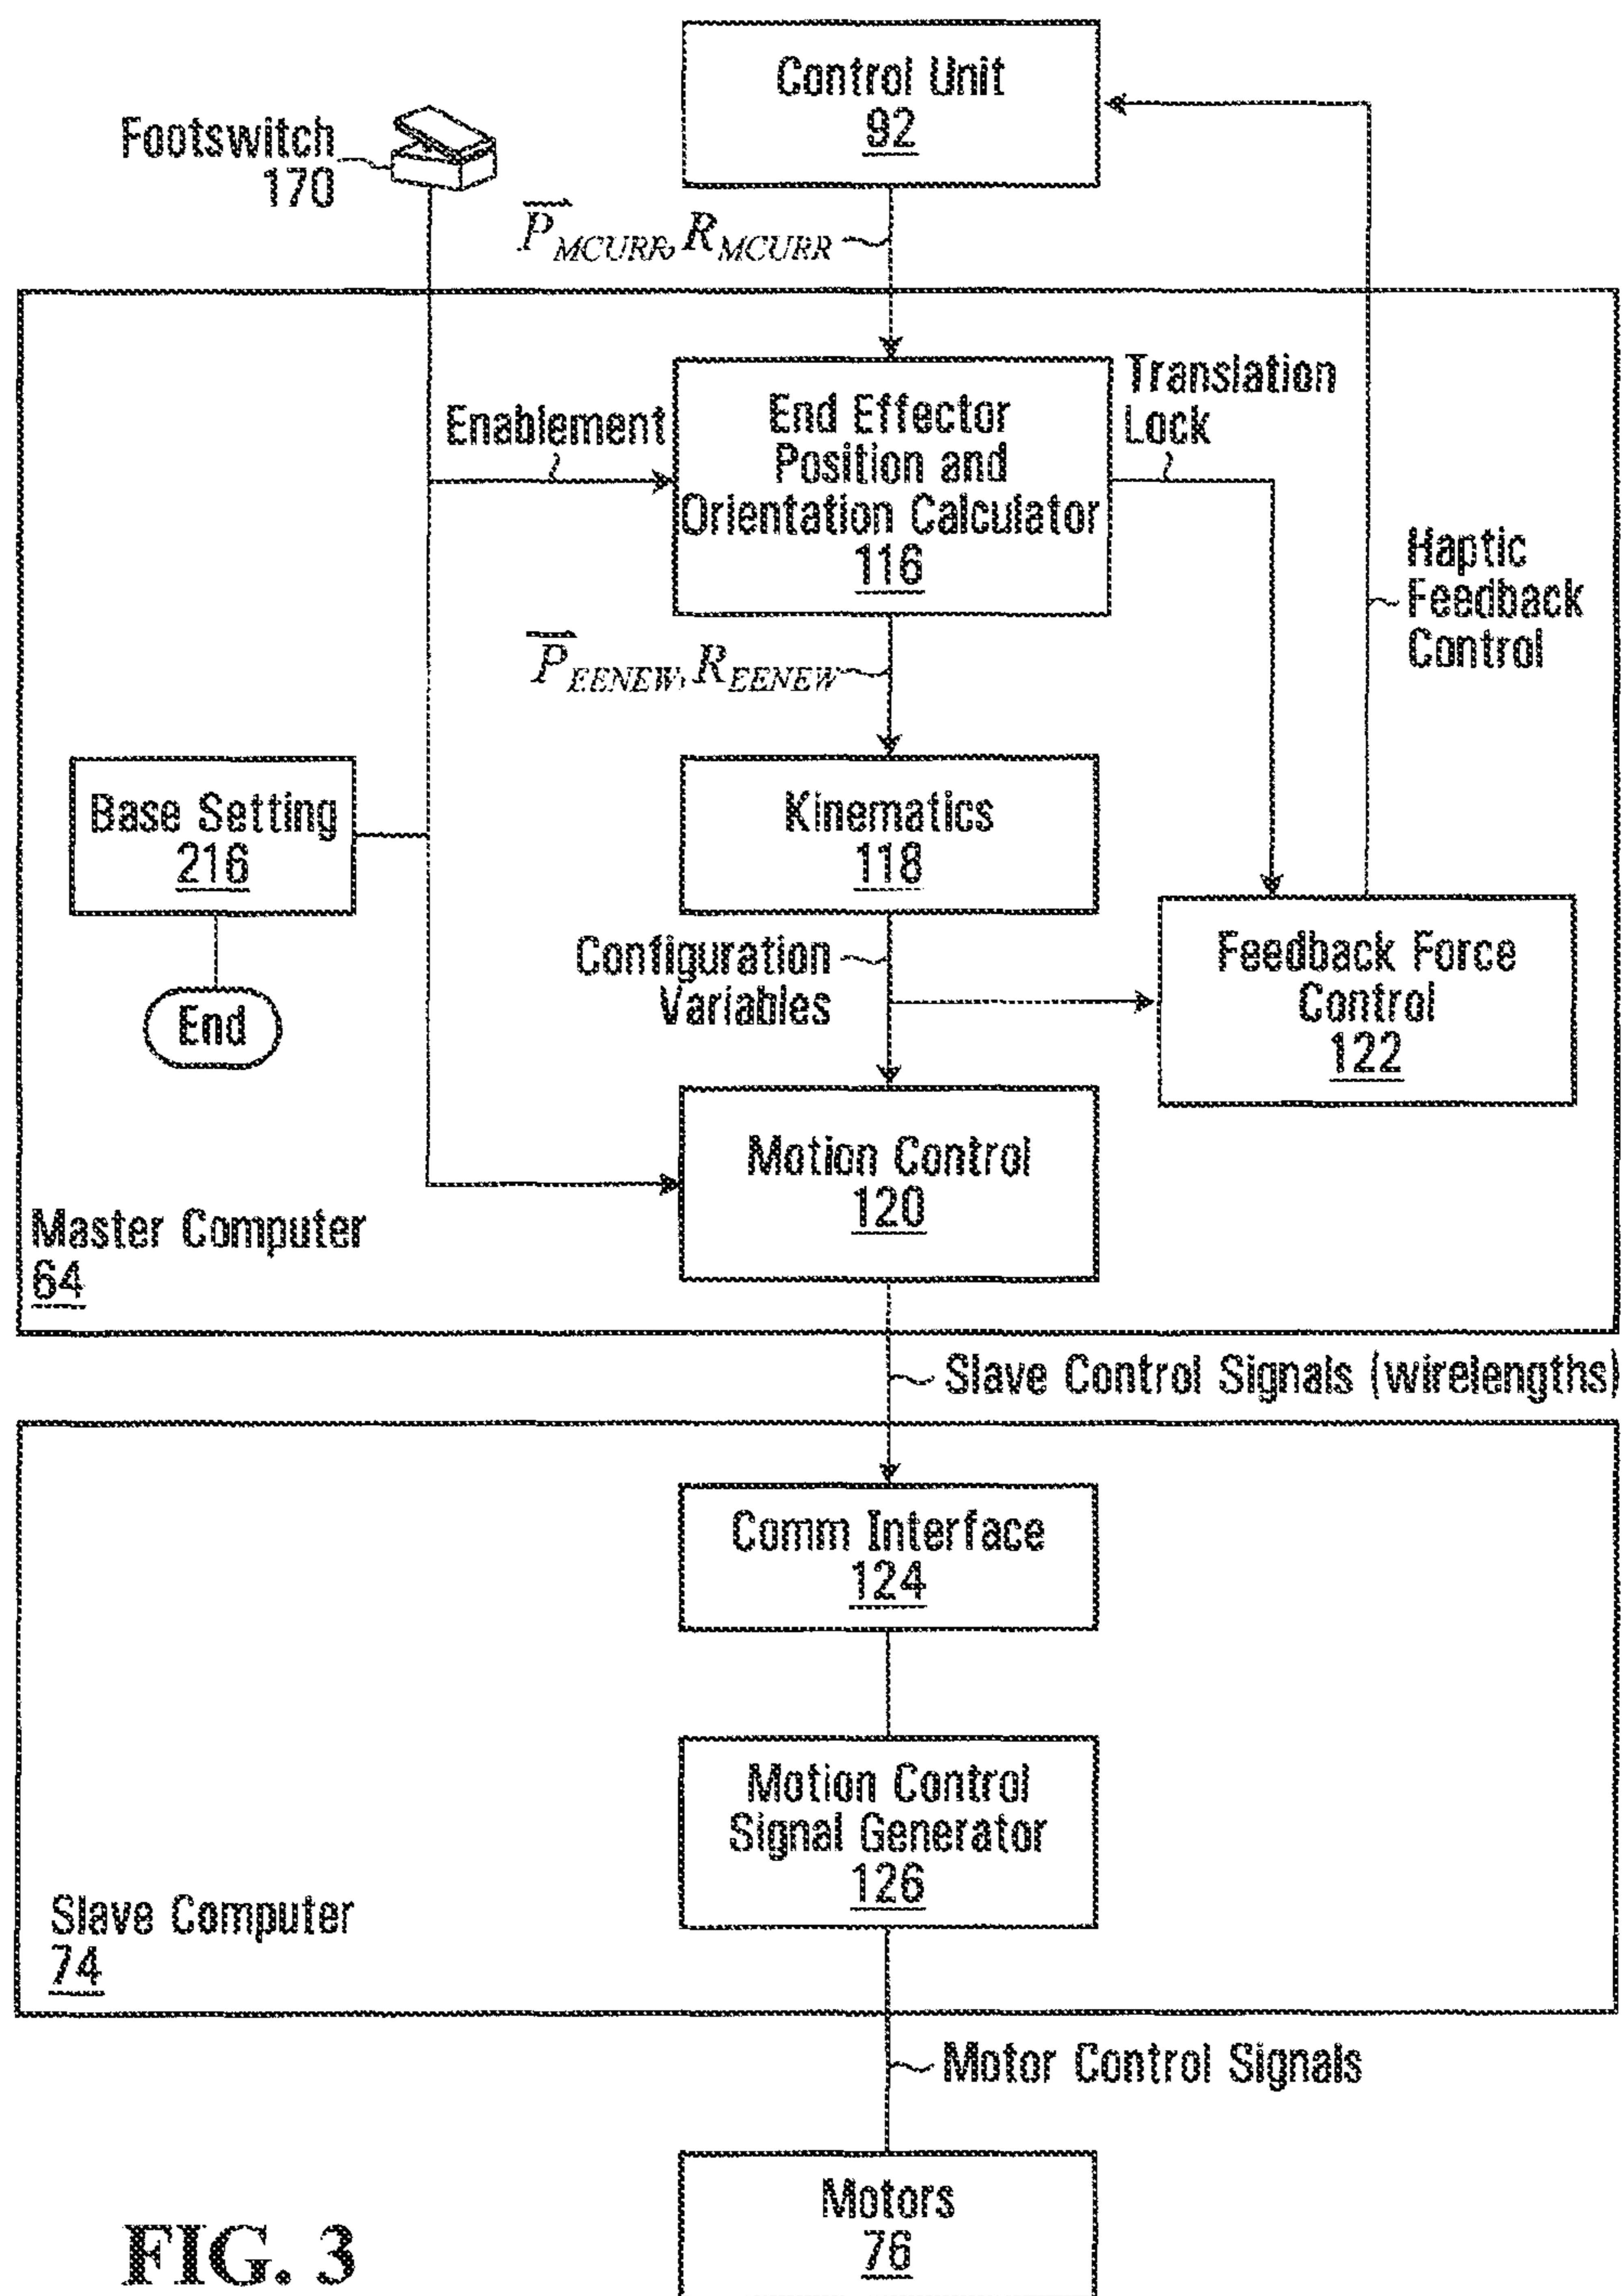 Control Unit
92
Footswitch
170
P⃗MCURR, RMCURR
Enablement
End Effector
Position and
Orientation Calculator
116
Translation
Lock
Haptic
Feedback
Control
P⃗EENEW, REENEW
Base Setting
216
End
Kinematics
118
Configuration
Variables
Feedback Force
Control
122
Motion Control
120
Master Computer
64
Slave Control Signals (wirelengths)
Comm Interface
124
Motion Control
Signal Generator
126
Slave Computer
74
Motor Control Signals
Motors
76
FIG. 3